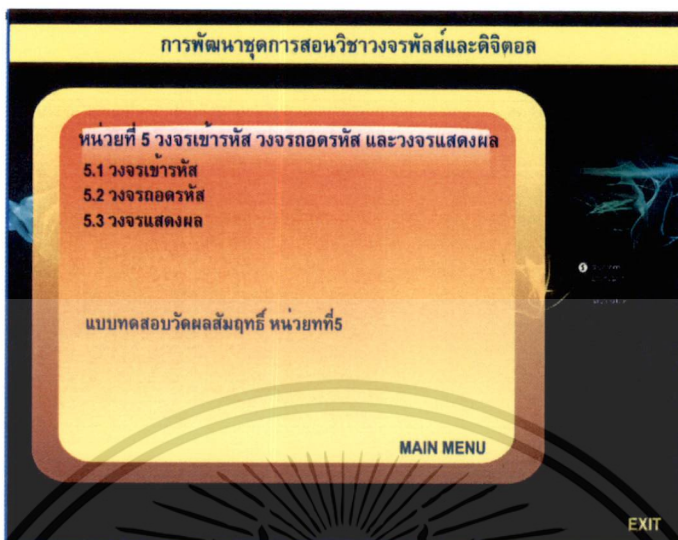 การพัฒนาชุดการสอนวิชาวงจรพัลส์และดิจิตอล
หน่วยที่ 5 วงจรเข้ารหัส วงจรถอดรหัส และวงจรแสดงผล
5.1 วงจรเข้ารหัส
5.2 วงจรถอดรหัส
5.3 วงจรแสดงผล
แบบทดสอบวัดผลสัมฤทธิ์ หน่วยทที่5
MAIN MENU
EXIT